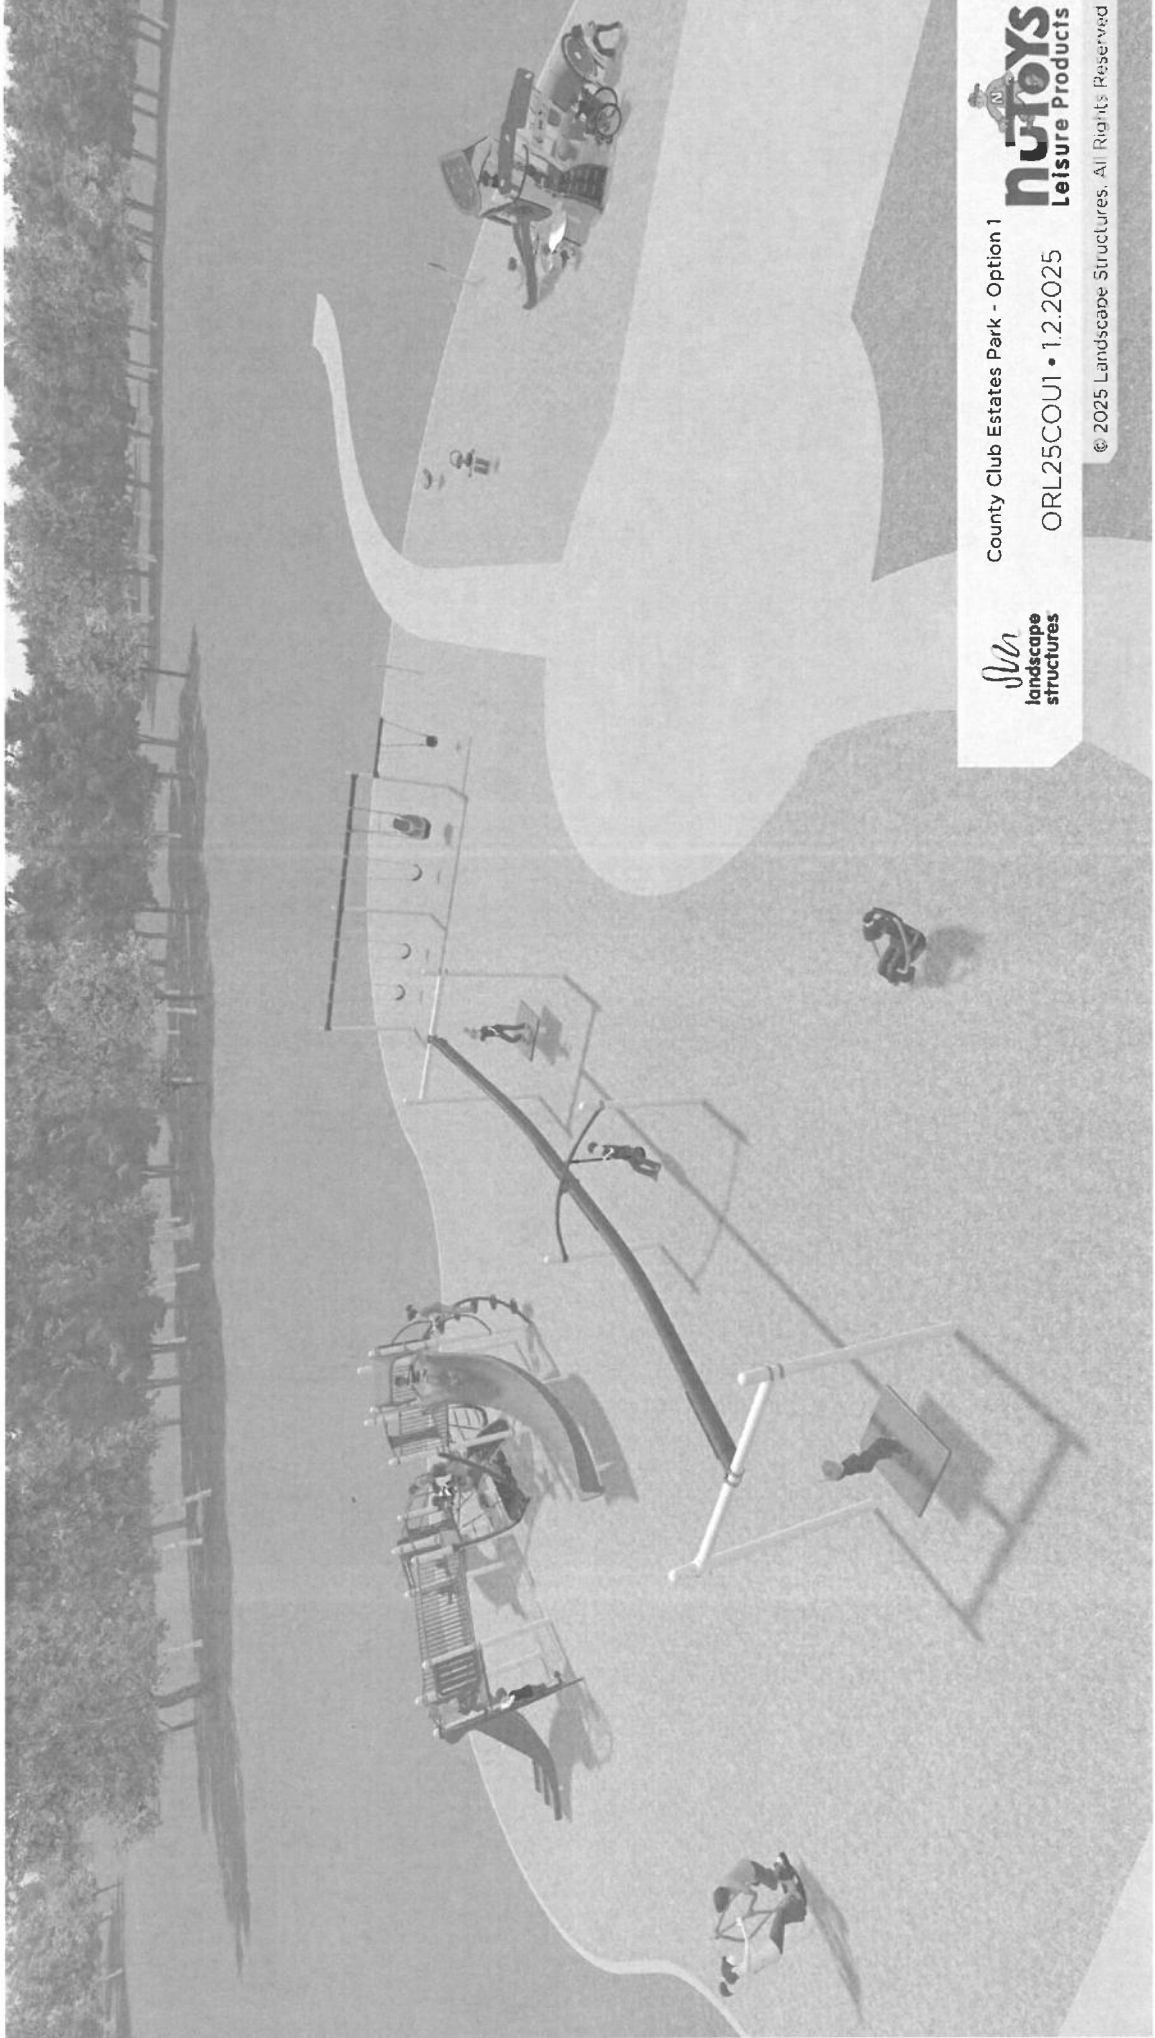 landscape
structures
County Club Estates Park - Option 1
ORL25COU1 • 1.2.2025
N
nuToYS
Leisure Products
© 2025 Landscape Structures. All Rights Reserved